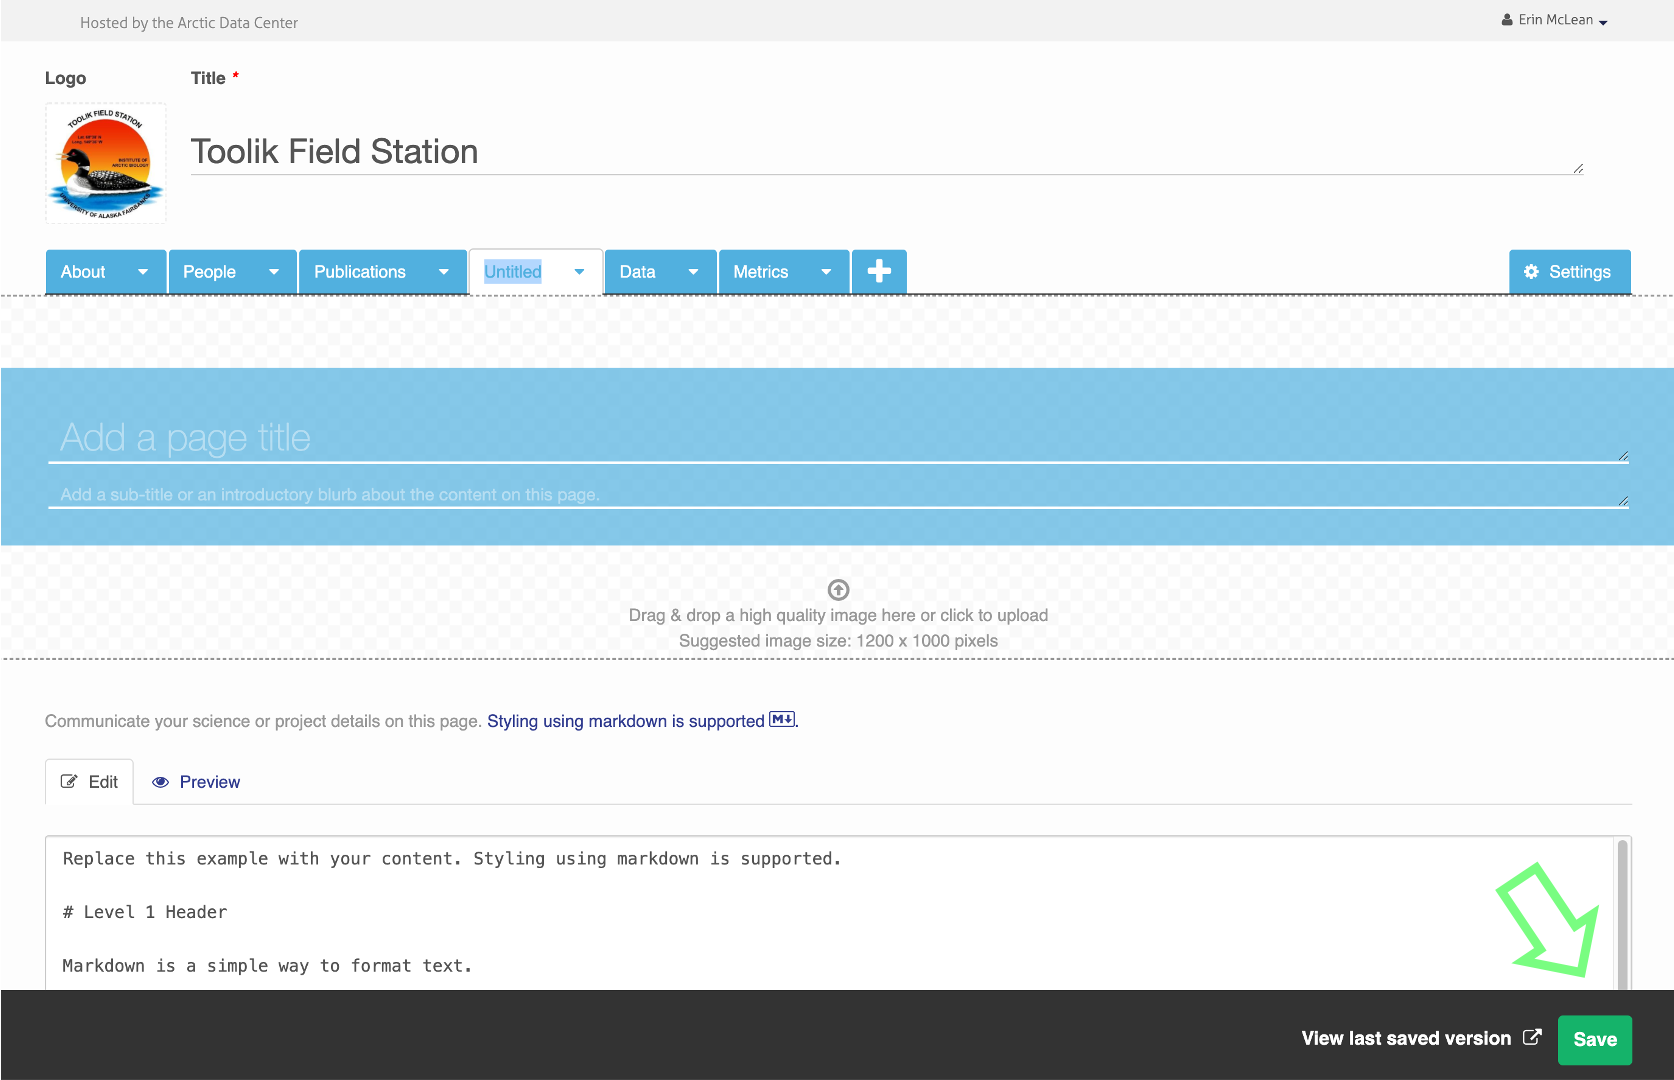 Hosted by the Arctic Data Center
Erin McLean
Logo
Title *
TOOLIK FIELD STATION
INSTITUTE OF
ARCTIC BIOLOGY
UNIVERSITY OF ALASKA FAIRBANKS
Toolik Field Station
About
People
Publications
Untitled
Data
Metrics
Settings
Add a page title
Add a sub-title or an introductory blurb about the content on this page.
Drag & drop a high quality image here or click to upload
Suggested image size: 1200 x 1000 pixels
Communicate your science or project details on this page. Styling using markdown is supported M.
Edit
Preview
Replace this example with your content. Styling using markdown is supported.
# Level 1 Header
Markdown is a simple way to format text.
View last saved version
Save